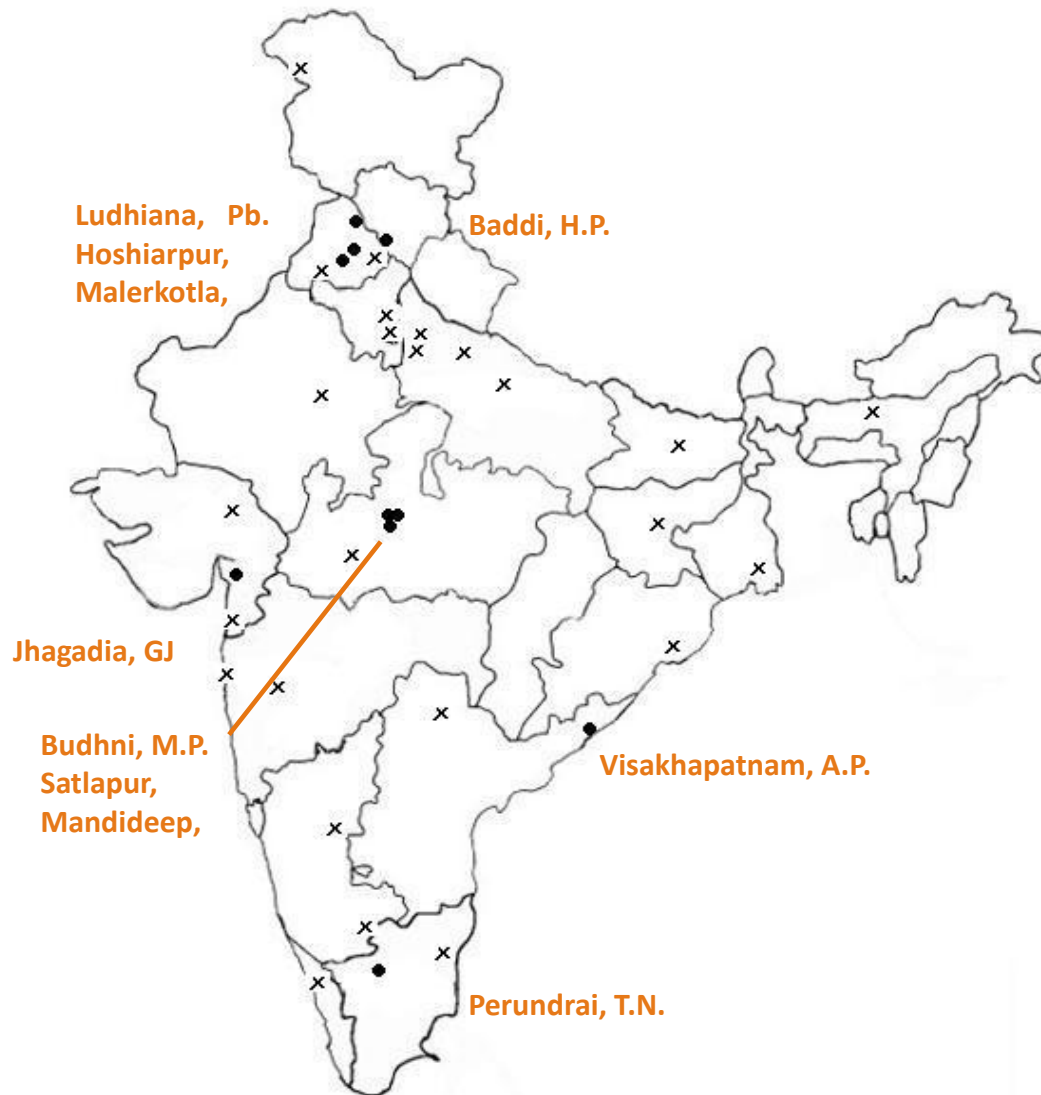 Ludhiana, Pb.
Hoshiarpur,
Malerkotla,
Baddi, H.P.
Jhagadia, GJ
Budhni, M.P.
Satlapur,
Mandideep,
Visakhapatnam, A.P.
Perundrai, T.N.